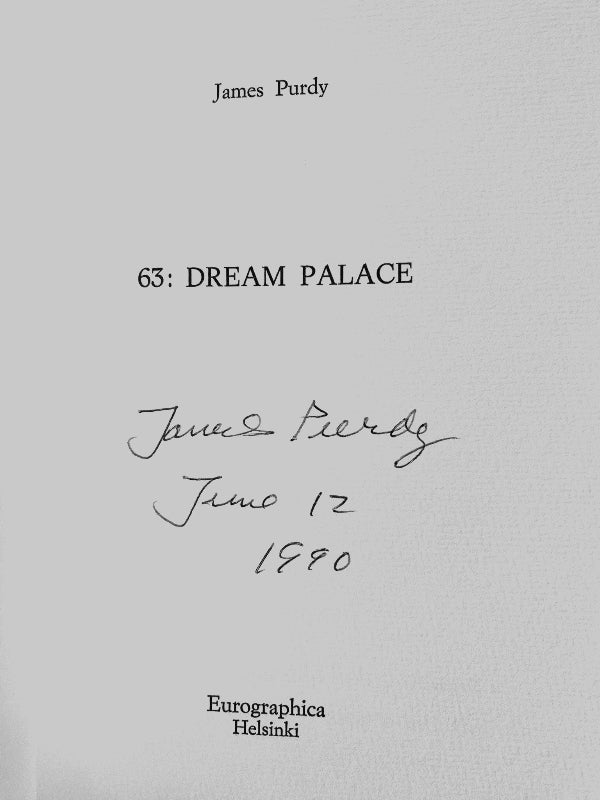 James Purdy
63: DREAM PALACE
James Purdy
June 12
1990
Eurographica
Helsinki